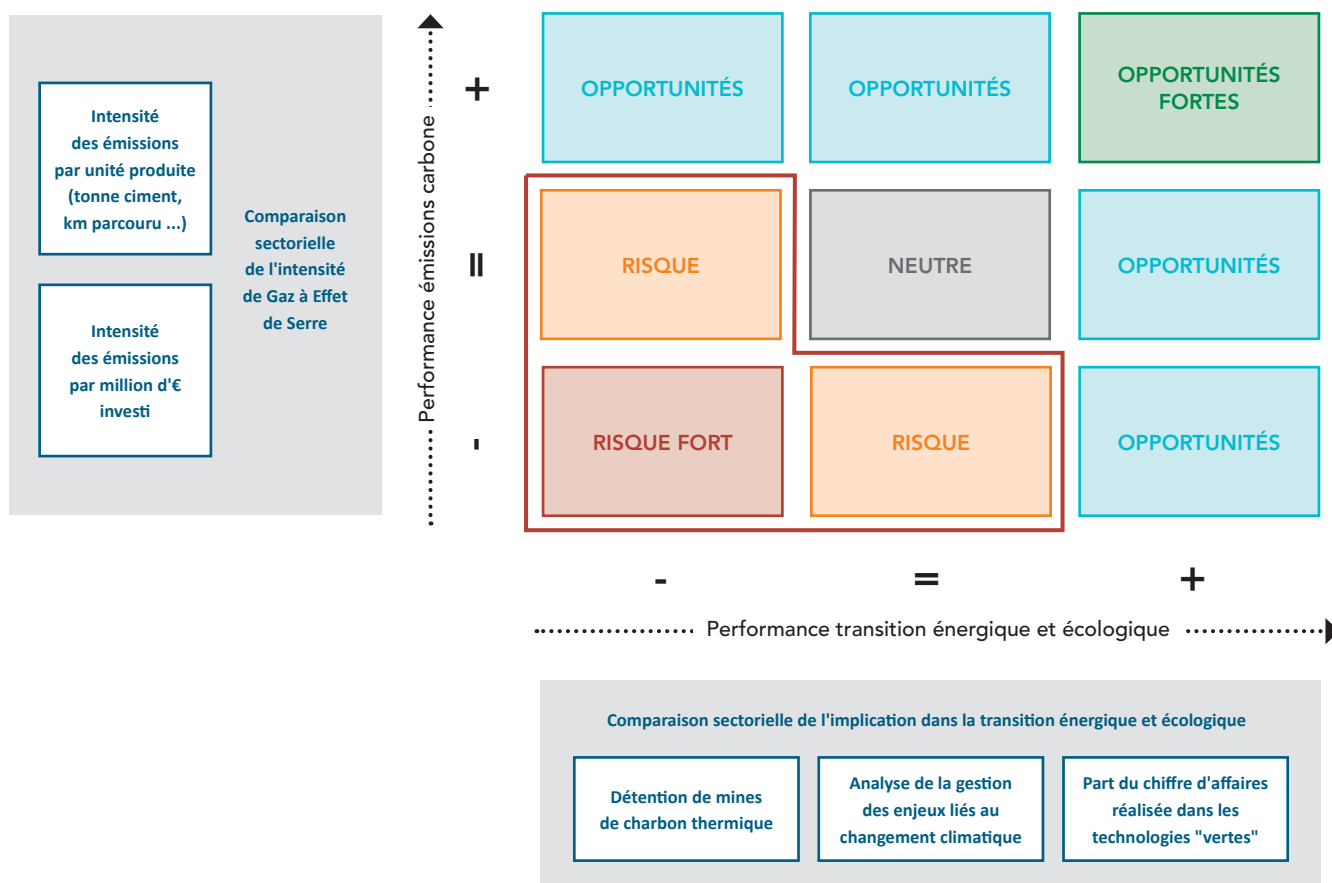 Intensité
des émissions
par unité produite
(tonne ciment,
km parcouru ...)
Intensité
des émissions
par million d'€
investi
Comparaison
sectorielle
de l'intensité
de Gaz à Effet
de Serre
Performance émissions carbone
+
=
-
OPPORTUNITÉS
OPPORTUNITÉS
OPPORTUNITÉS
FORTES
RISQUE
NEUTRE
OPPORTUNITÉS
RISQUE FORT
RISQUE
OPPORTUNITÉS
-
=
+
Performance transition énergique et écologique
Comparaison sectorielle de l'implication dans la transition énergique et écologique
Détention de mines
de charbon thermique
Analyse de la gestion
des enjeux liés au
changement climatique
Part du chiffre d'affaires
réalisée dans les
technologies "vertes"